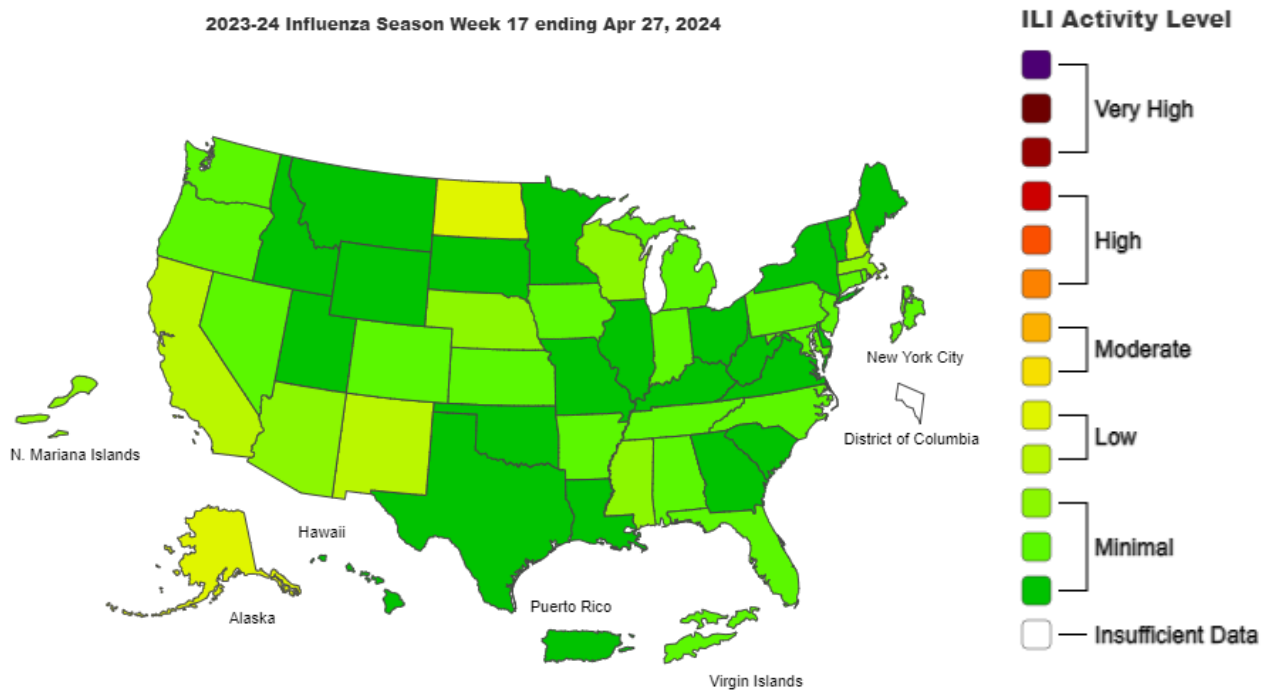 2023-24 Influenza Season Week 17 ending Apr 27, 2024
ILI Activity Level
Very High
High
Moderate
Low
Minimal
Insufficient Data
New York City
District of Columbia
N. Mariana Islands
Hawaii
Alaska
Puerto Rico
Virgin Islands